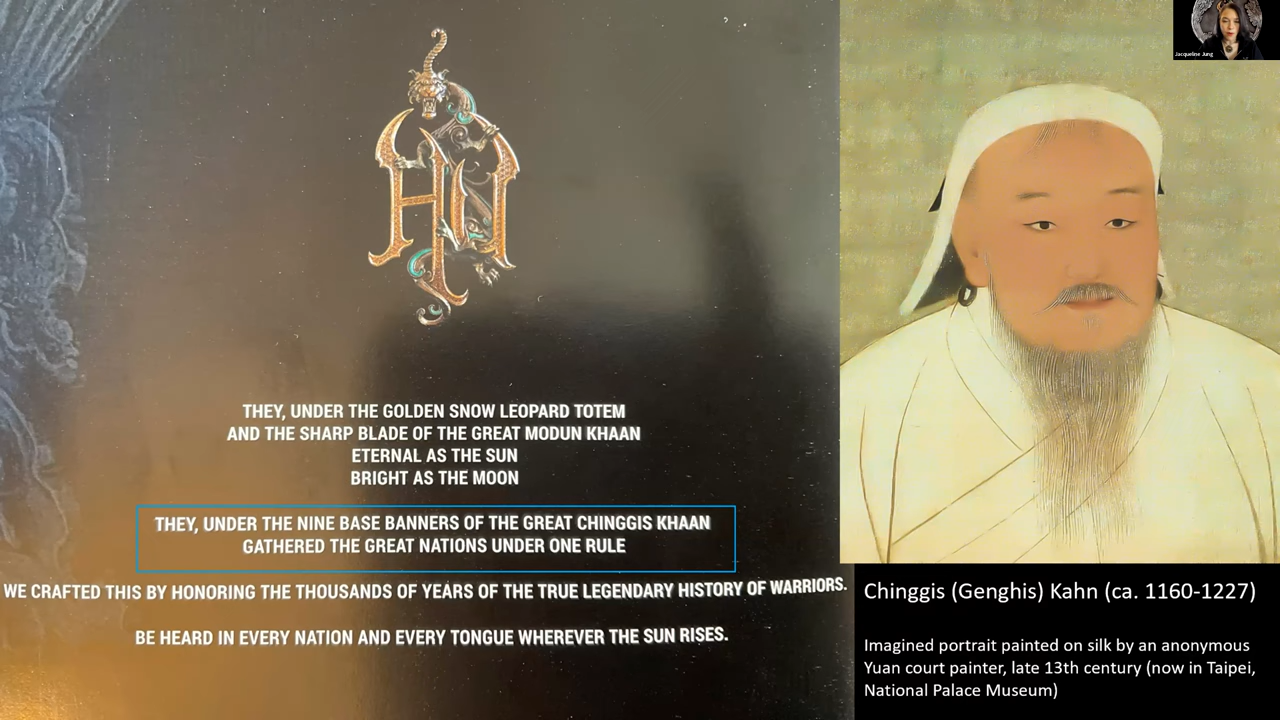 Jacqueline Jung
HU
THEY, UNDER THE GOLDEN SNOW LEOPARD TOTEM
AND THE SHARP BLADE OF THE GREAT MODUN KHAAN
ETERNAL AS THE SUN
BRIGHT AS THE MOON
THEY, UNDER THE NINE BASE BANNERS OF THE GREAT CHINGGIS KHAAN
GATHERED THE GREAT NATIONS UNDER ONE RULE
WE CRAFTED THIS BY HONORING THE THOUSANDS OF YEARS OF THE TRUE LEGENDARY HISTORY OF WARRIORS.
BE HEARD IN EVERY NATION AND EVERY TONGUE WHEREVER THE SUN RISES.
Chinggis (Genghis) Kahn (ca. 1160-1227)
Imagined portrait painted on silk by an anonymous
Yuan court painter, late 13th century (now in Taipei,
National Palace Museum)